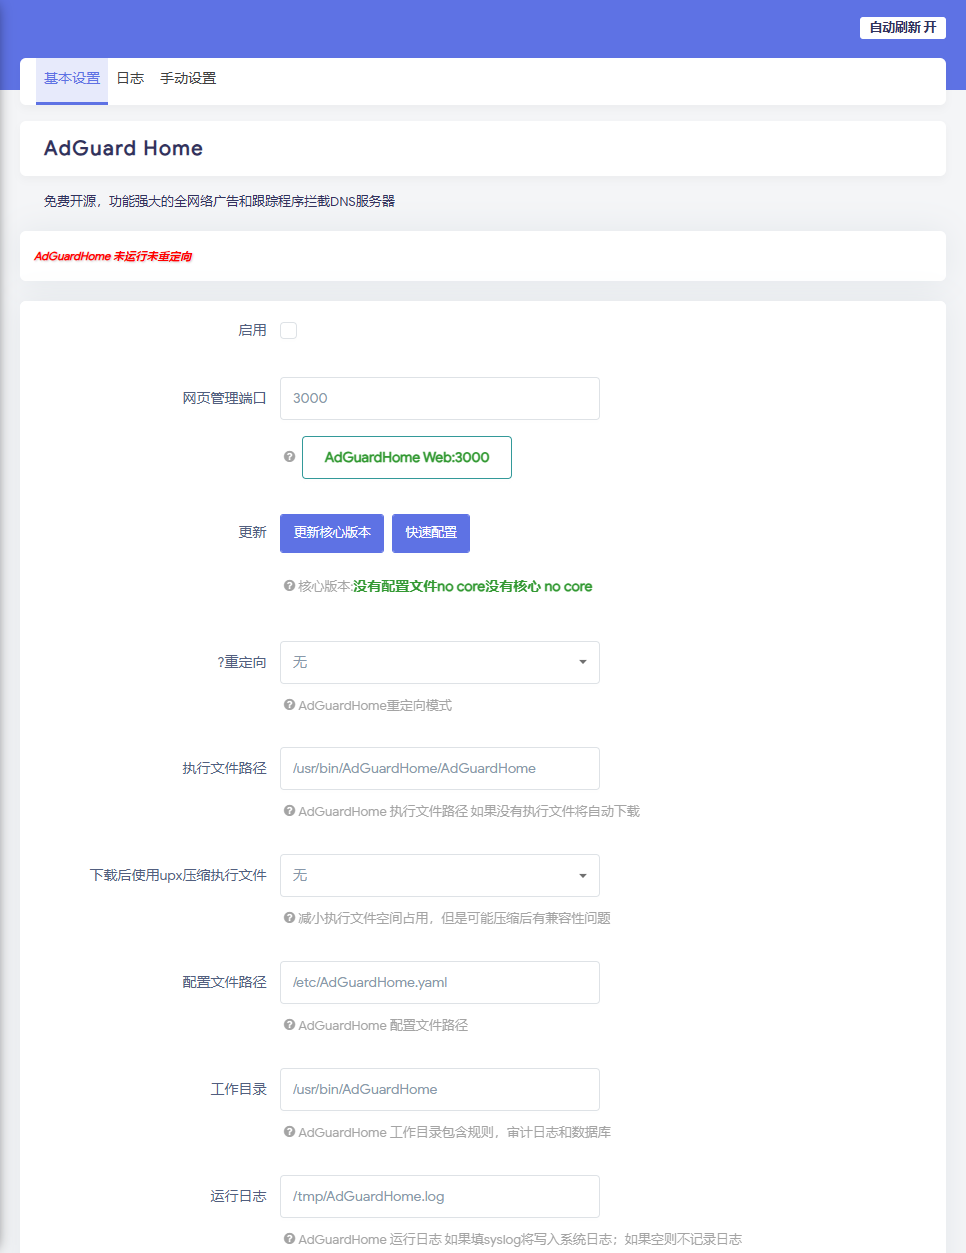 自动刷新 开
基本设置 日志 手动设置
AdGuard Home
免费开源，功能强大的全网络广告和跟踪程序拦截DNS服务器
AdGuardHome 未运行未重定向
启用
网页管理端口 3000
AdGuardHome Web:3000
更新 更新核心版本 快速配置
核心版本:没有配置文件no core没有核心 no core
?重定向 无
AdGuardHome重定向模式
执行文件路径 /usr/bin/AdGuardHome/AdGuardHome
AdGuardHome 执行文件路径 如果没有执行文件将自动下载
下载后使用upx压缩执行文件 无
减小执行文件空间占用，但是可能压缩后有兼容性问题
配置文件路径 /etc/AdGuardHome.yaml
AdGuardHome 配置文件路径
工作目录 /usr/bin/AdGuardHome
AdGuardHome 工作目录包含规则，审计日志和数据库
运行日志 /tmp/AdGuardHome.log
AdGuardHome 运行日志 如果填syslog将写入系统日志；如果空则不记录日志